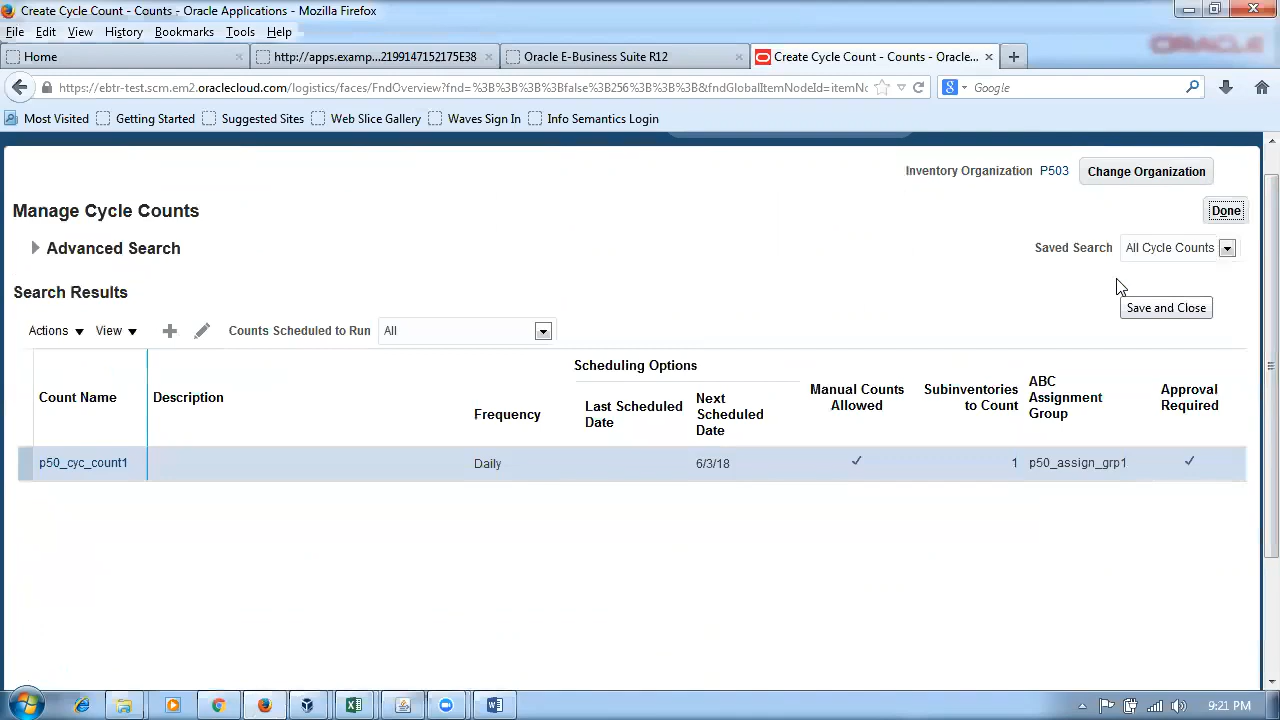 Create Cycle Count - Counts - Oracle Applications - Mozilla Firefox
File Edit View History Bookmarks Tools Help
ORACLE
Home
http://apps.examp...2199147152175E38
Oracle E-Business Suite R12
Create Cycle Count - Counts - Oracle...
https://ebtr-test.scm.em2.oraclecloud.com/logistics/faces/FndOverview?fnd=%3B%3B%3B%3Bfalse%3B256%3B%3B%3B&fndGlobalItemNodeId=itemNo
Google
Most Visited Getting Started Suggested Sites Web Slice Gallery Waves Sign In Info Semantics Login
Inventory Organization P503 Change Organization
Manage Cycle Counts
Done
Advanced Search
Saved Search All Cycle Counts
Search Results
Save and Close
Actions View Counts Scheduled to Run All
Count Name
Description
Scheduling Options
Frequency
Last Scheduled
Date
Next
Scheduled
Date
Manual Counts
Allowed
Subinventories
to Count
ABC
Assignment
Group
Approval
Required
p50_cyc_count1 Daily 6/3/18 1 p50_assign_grp1
9:21 PM